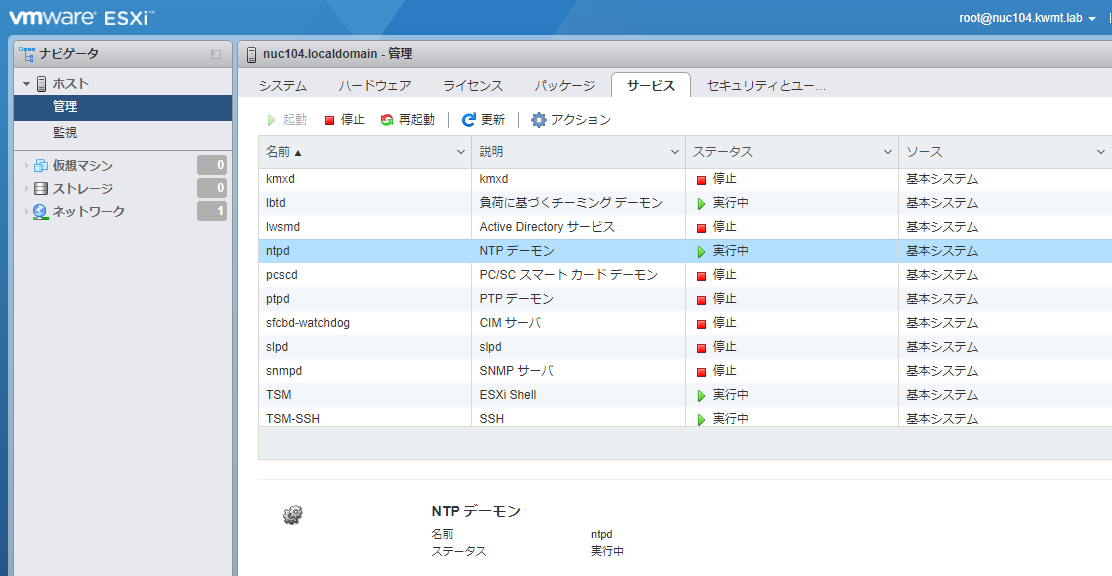 vmware ESXi™
root@nuc104.kwmt.lab
ナビゲータ
nuc104.localdomain - 管理
ホスト
管理
監視
仮想マシン 0
ストレージ 0
ネットワーク 1
システム ハードウェア ライセンス パッケージ サービス セキュリティとユー...
起動 停止 再起動 更新 アクション
名前 ▲ 説明 ステータス ソース
kmxd kmxd 停止 基本システム
lbtd 負荷に基づくチーミング デーモン 実行中 基本システム
lwsmd Active Directory サービス 停止 基本システム
ntpd NTP デーモン 実行中 基本システム
pcscd PC/SC スマート カード デーモン 停止 基本システム
ptpd PTP デーモン 停止 基本システム
sfcbd-watchdog CIM サーバ 停止 基本システム
slpd slpd 停止 基本システム
snmpd SNMP サーバ 停止 基本システム
TSM ESXi Shell 実行中 基本システム
TSM-SSH SSH 実行中 基本システム
NTP デーモン
名前 ntpd
ステータス 実行中